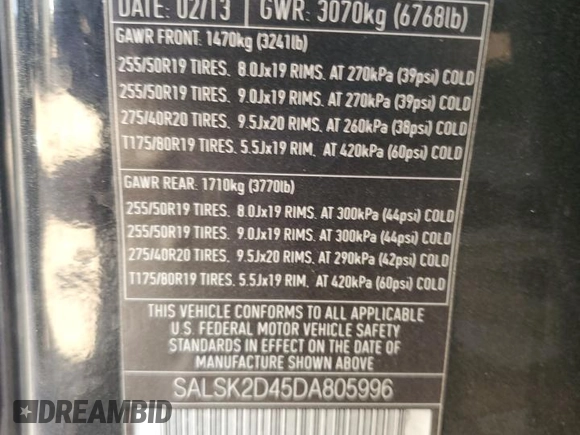 DATE: 02/13 GWR: 3070kg (6768lb)
GAWR FRONT: 1470kg (3241lb)
255/50R19 TIRES. 8.0Jx19 RIMS. AT 270kPa (39psi) COLD
255/50R19 TIRES. 9.0Jx19 RIMS. AT 270kPa (39psi) COLD
275/40R20 TIRES. 9.5Jx20 RIMS. AT 260kPa (38psi) COLD
T175/80R19 TIRES. 5.5Jx19 RIM. AT 420kPa (60psi) COLD
GAWR REAR: 1710kg (3770lb)
255/50R19 TIRES. 8.0Jx19 RIMS. AT 300kPa (44psi) COLD
255/50R19 TIRES. 9.0Jx19 RIMS. AT 300kPa (44psi) COLD
275/40R20 TIRES. 9.5Jx20 RIMS. AT 290kPa (42psi) COLD
T175/80R19 TIRES. 5.5Jx19 RIM. AT 420kPa (60psi) COLD
THIS VEHICLE CONFORMS TO ALL APPLICABLE
U.S. FEDERAL MOTOR VEHICLE SAFETY
STANDARDS IN EFFECT ON THE DATE OF
MANUFACTURE SHOWN ABOVE
SALSK2D45DA805996
DREAMBID